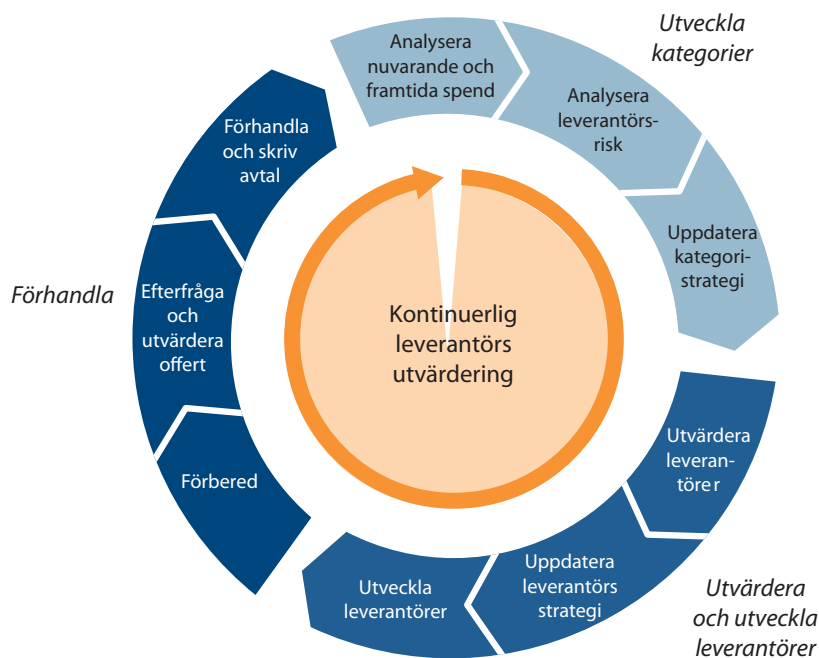 Utveckla
kategorier
Analysera
nuvarande och
framtida spend
Analysera
leverantörs-
risk
Uppdatera
kategori-
strategi
Utvärdera
leveran-
törer
Utvärdera
och utveckla
leverantörer
Uppdatera
leverantörs
strategi
Utveckla
leverantörer
Förbered
Efterfråga
och
utvärdera
offert
Förhandla
Förhandla
och skriv
avtal
Kontinuerlig
leverantörs
utvärdering